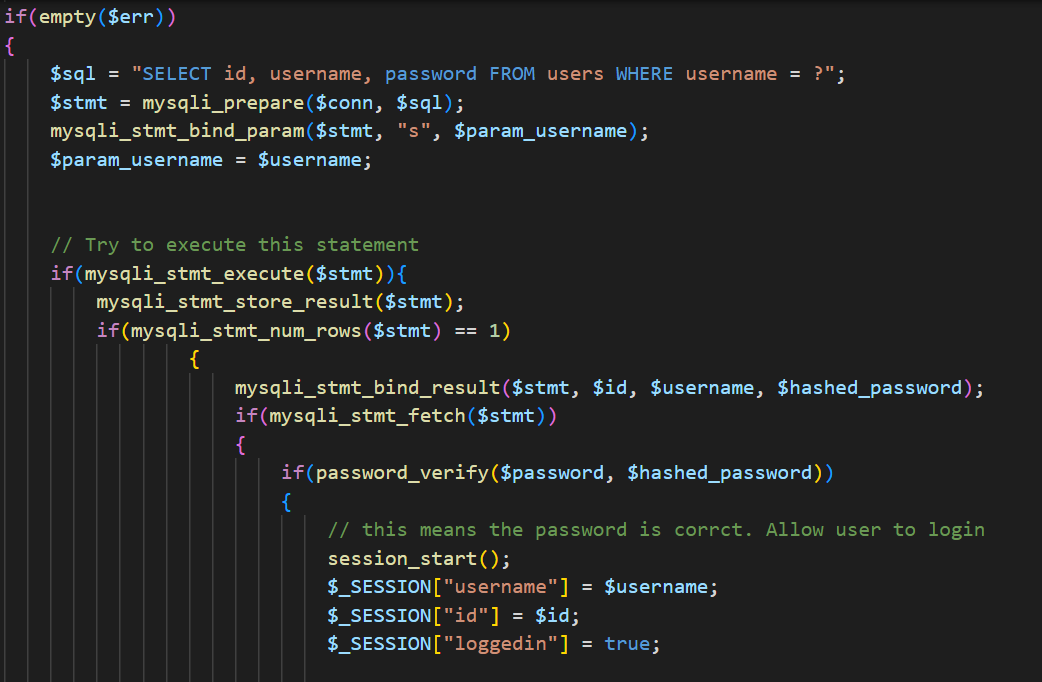 if(empty($err))
{
$sql = "SELECT id, username, password FROM users WHERE username = ?";
$stmt = mysqli_prepare($conn, $sql);
mysqli_stmt_bind_param($stmt, "s", $param_username);
$param_username = $username;
// Try to execute this statement
if(mysqli_stmt_execute($stmt)){
mysqli_stmt_store_result($stmt);
if(mysqli_stmt_num_rows($stmt) == 1)
{
mysqli_stmt_bind_result($stmt, $id, $username, $hashed_password);
if(mysqli_stmt_fetch($stmt))
{
if(password_verify($password, $hashed_password))
{
// this means the password is corrct. Allow user to login
session_start();
$_SESSION["username"] = $username;
$_SESSION["id"] = $id;
$_SESSION["loggedin"] = true;